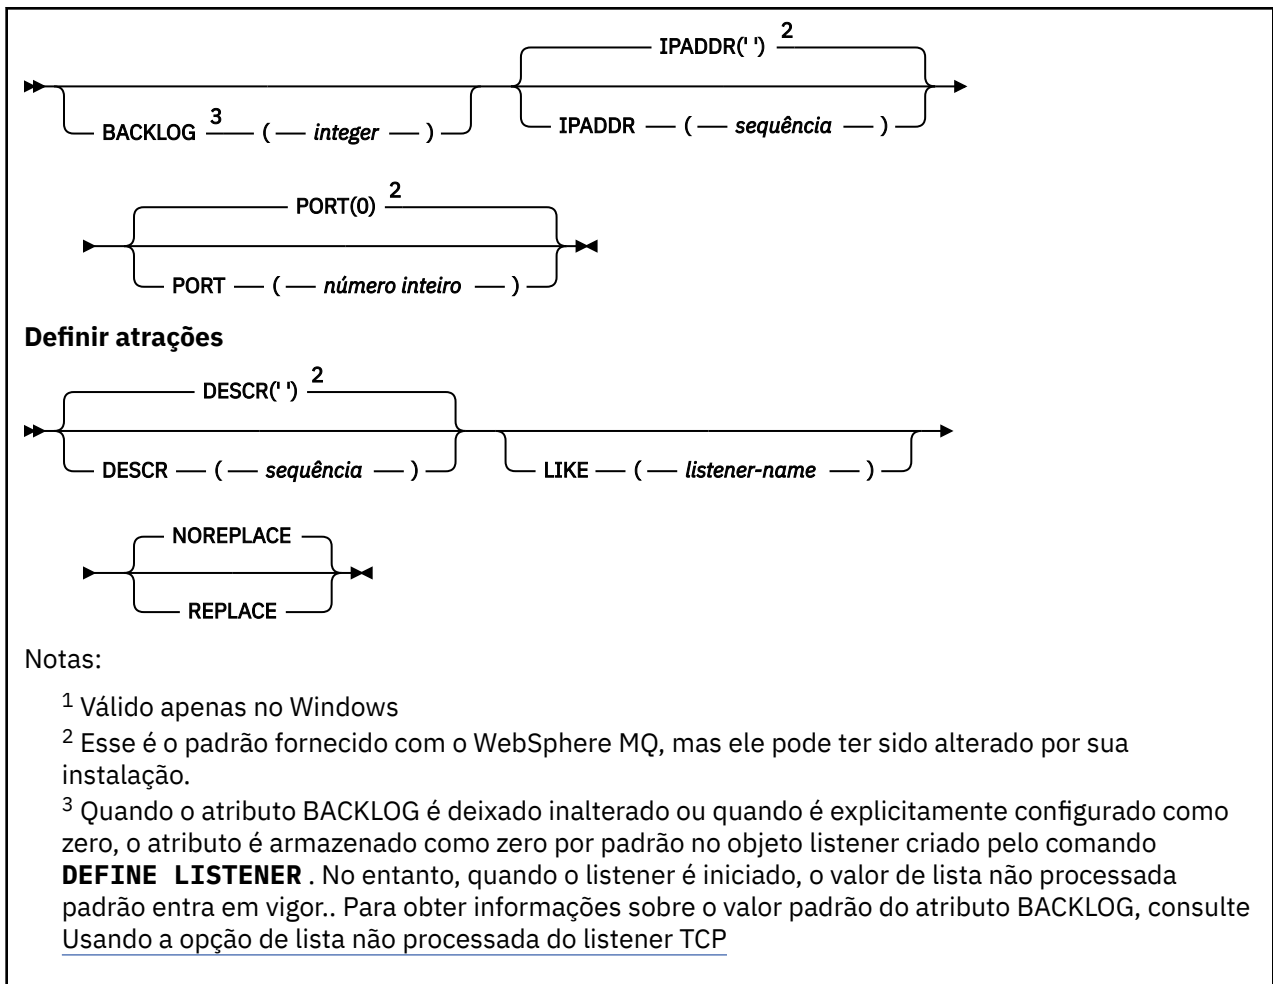 IPADDR(' ') 2
BACKLOG 3 ( integer )
IPADDR ( sequência )
PORT(0) 2
PORT ( número inteiro )
Definir atrações
DESCR(' ') 2
DESCR ( sequência )
LIKE ( listener-name )
NOREPLACE
REPLACE
Notas:
1 Válido apenas no Windows
2 Esse é o padrão fornecido com o WebSphere MQ, mas ele pode ter sido alterado por sua
instalação.
3 Quando o atributo BACKLOG é deixado inalterado ou quando é explicitamente configurado como
zero, o atributo é armazenado como zero por padrão no objeto listener criado pelo comando
DEFINE LISTENER . No entanto, quando o listener é iniciado, o valor de lista não processada
padrão entra em vigor.. Para obter informações sobre o valor padrão do atributo BACKLOG, consulte
Usando a opção de lista não processada do listener TCP